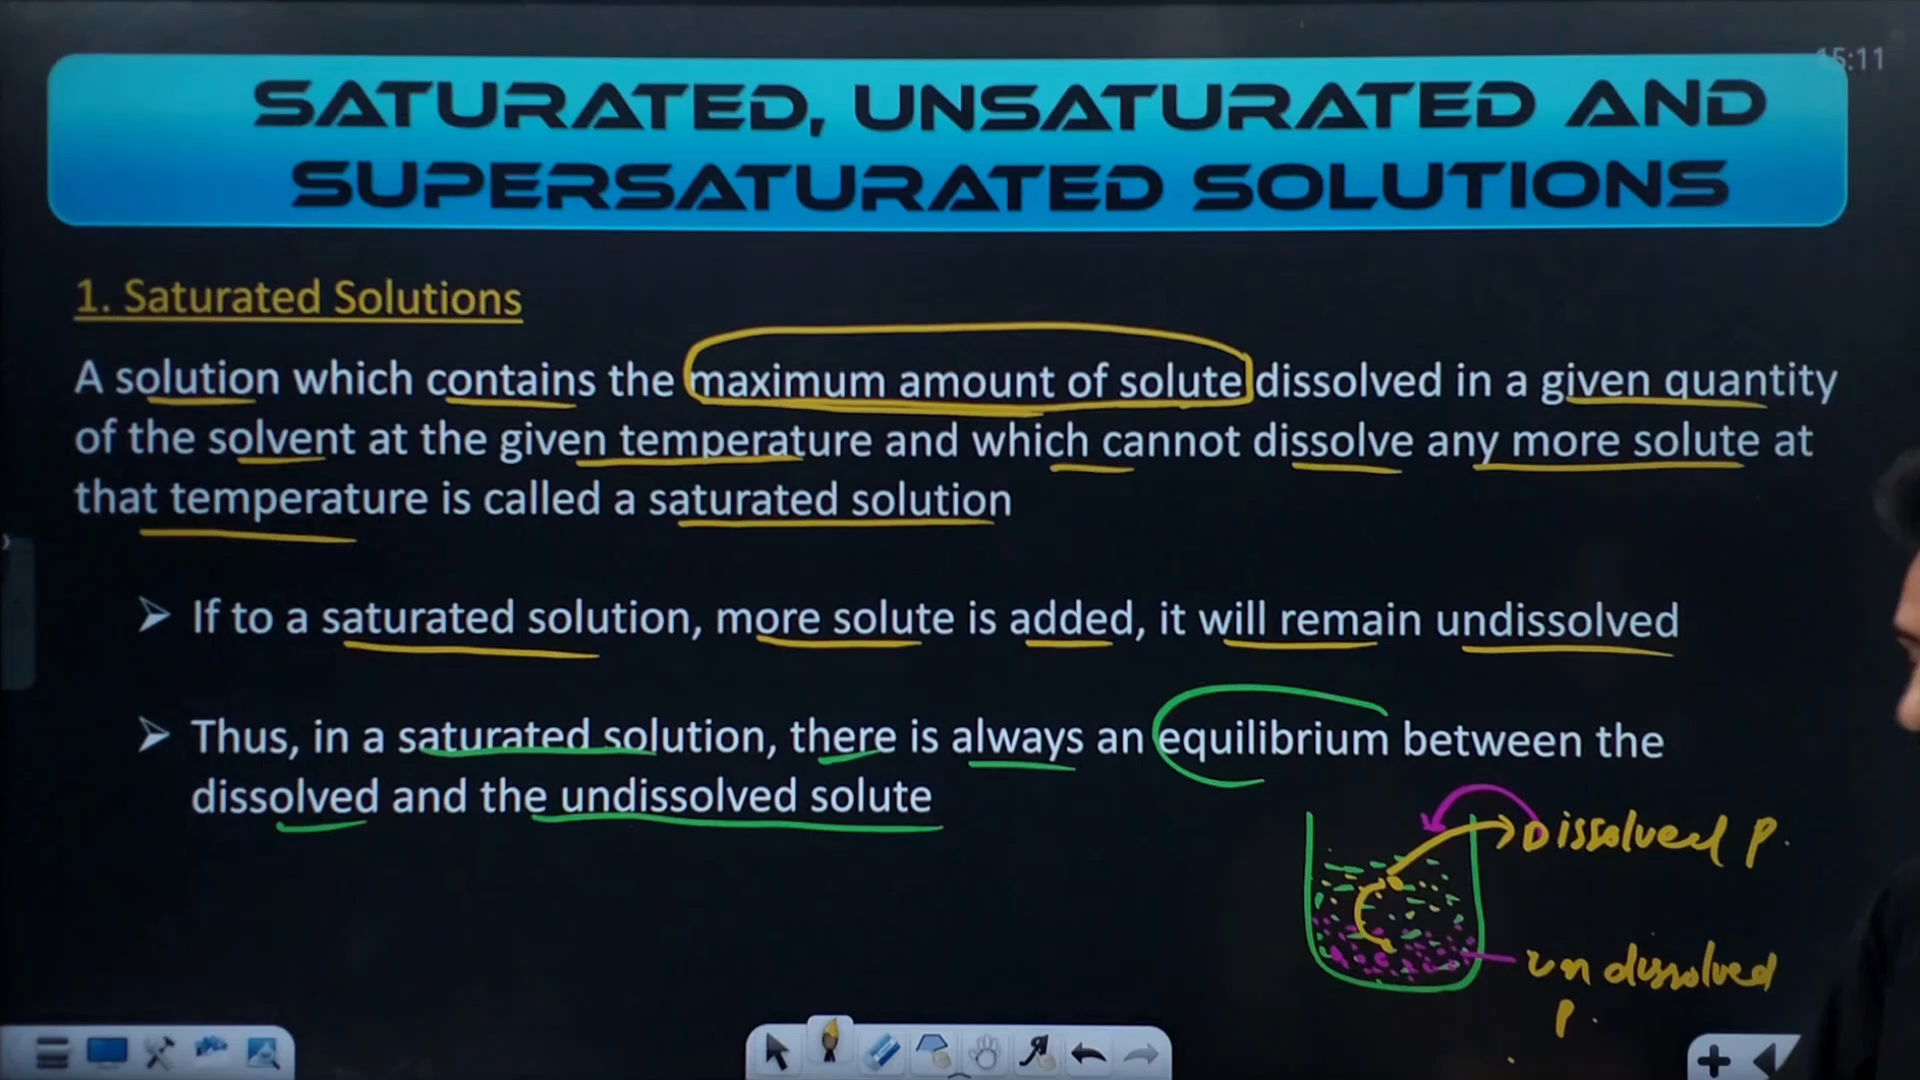 15:11
SATURATED, UNSATURATED AND
SUPERSATURATED SOLUTIONS
1. Saturated Solutions
A solution which contains the maximum amount of solute dissolved in a given quantity
of the solvent at the given temperature and which cannot dissolve any more solute at
that temperature is called a saturated solution
➤ If to a saturated solution, more solute is added, it will remain undissolved
➤ Thus, in a saturated solution, there is always an equilibrium between the
dissolved and the undissolved solute
Dissolved P.
undissolved
P.